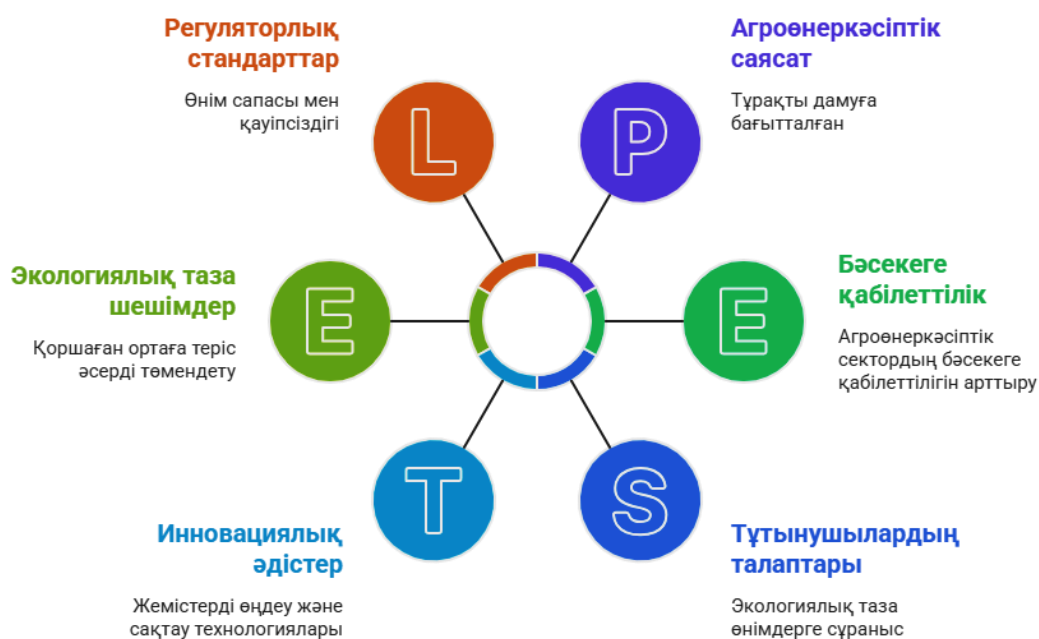 Регуляторлық
стандарттар
Өнім сапасы мен
қауіпсіздігі
L
Агроөнеркәсіптік
саясат
Тұрақты дамуға
бағытталған
P
Экологиялық таза
шешімдер
Қоршаған ортаға теріс
әсерді төмендету
E
Бәсекеге
қабілеттілік
Агроөнеркәсіптік
сектордың бәсекеге
қабілеттілігін арттыру
E
Инновациялық
әдістер
Жемістерді өңдеу және
сақтау технологиялары
T
Тұтынушылардың
талаптары
Экологиялық таза
өнімдерге сұраныс
S